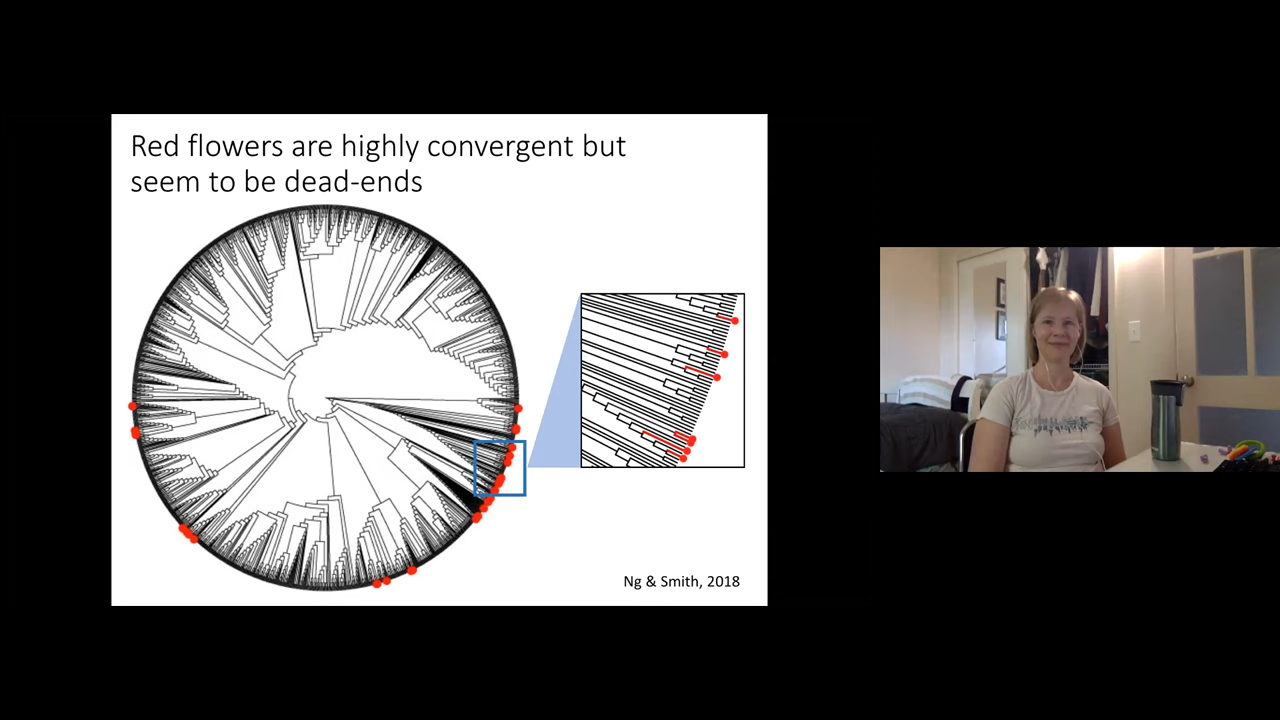 Red flowers are highly convergent but
seem to be dead-ends
Ng & Smith, 2018